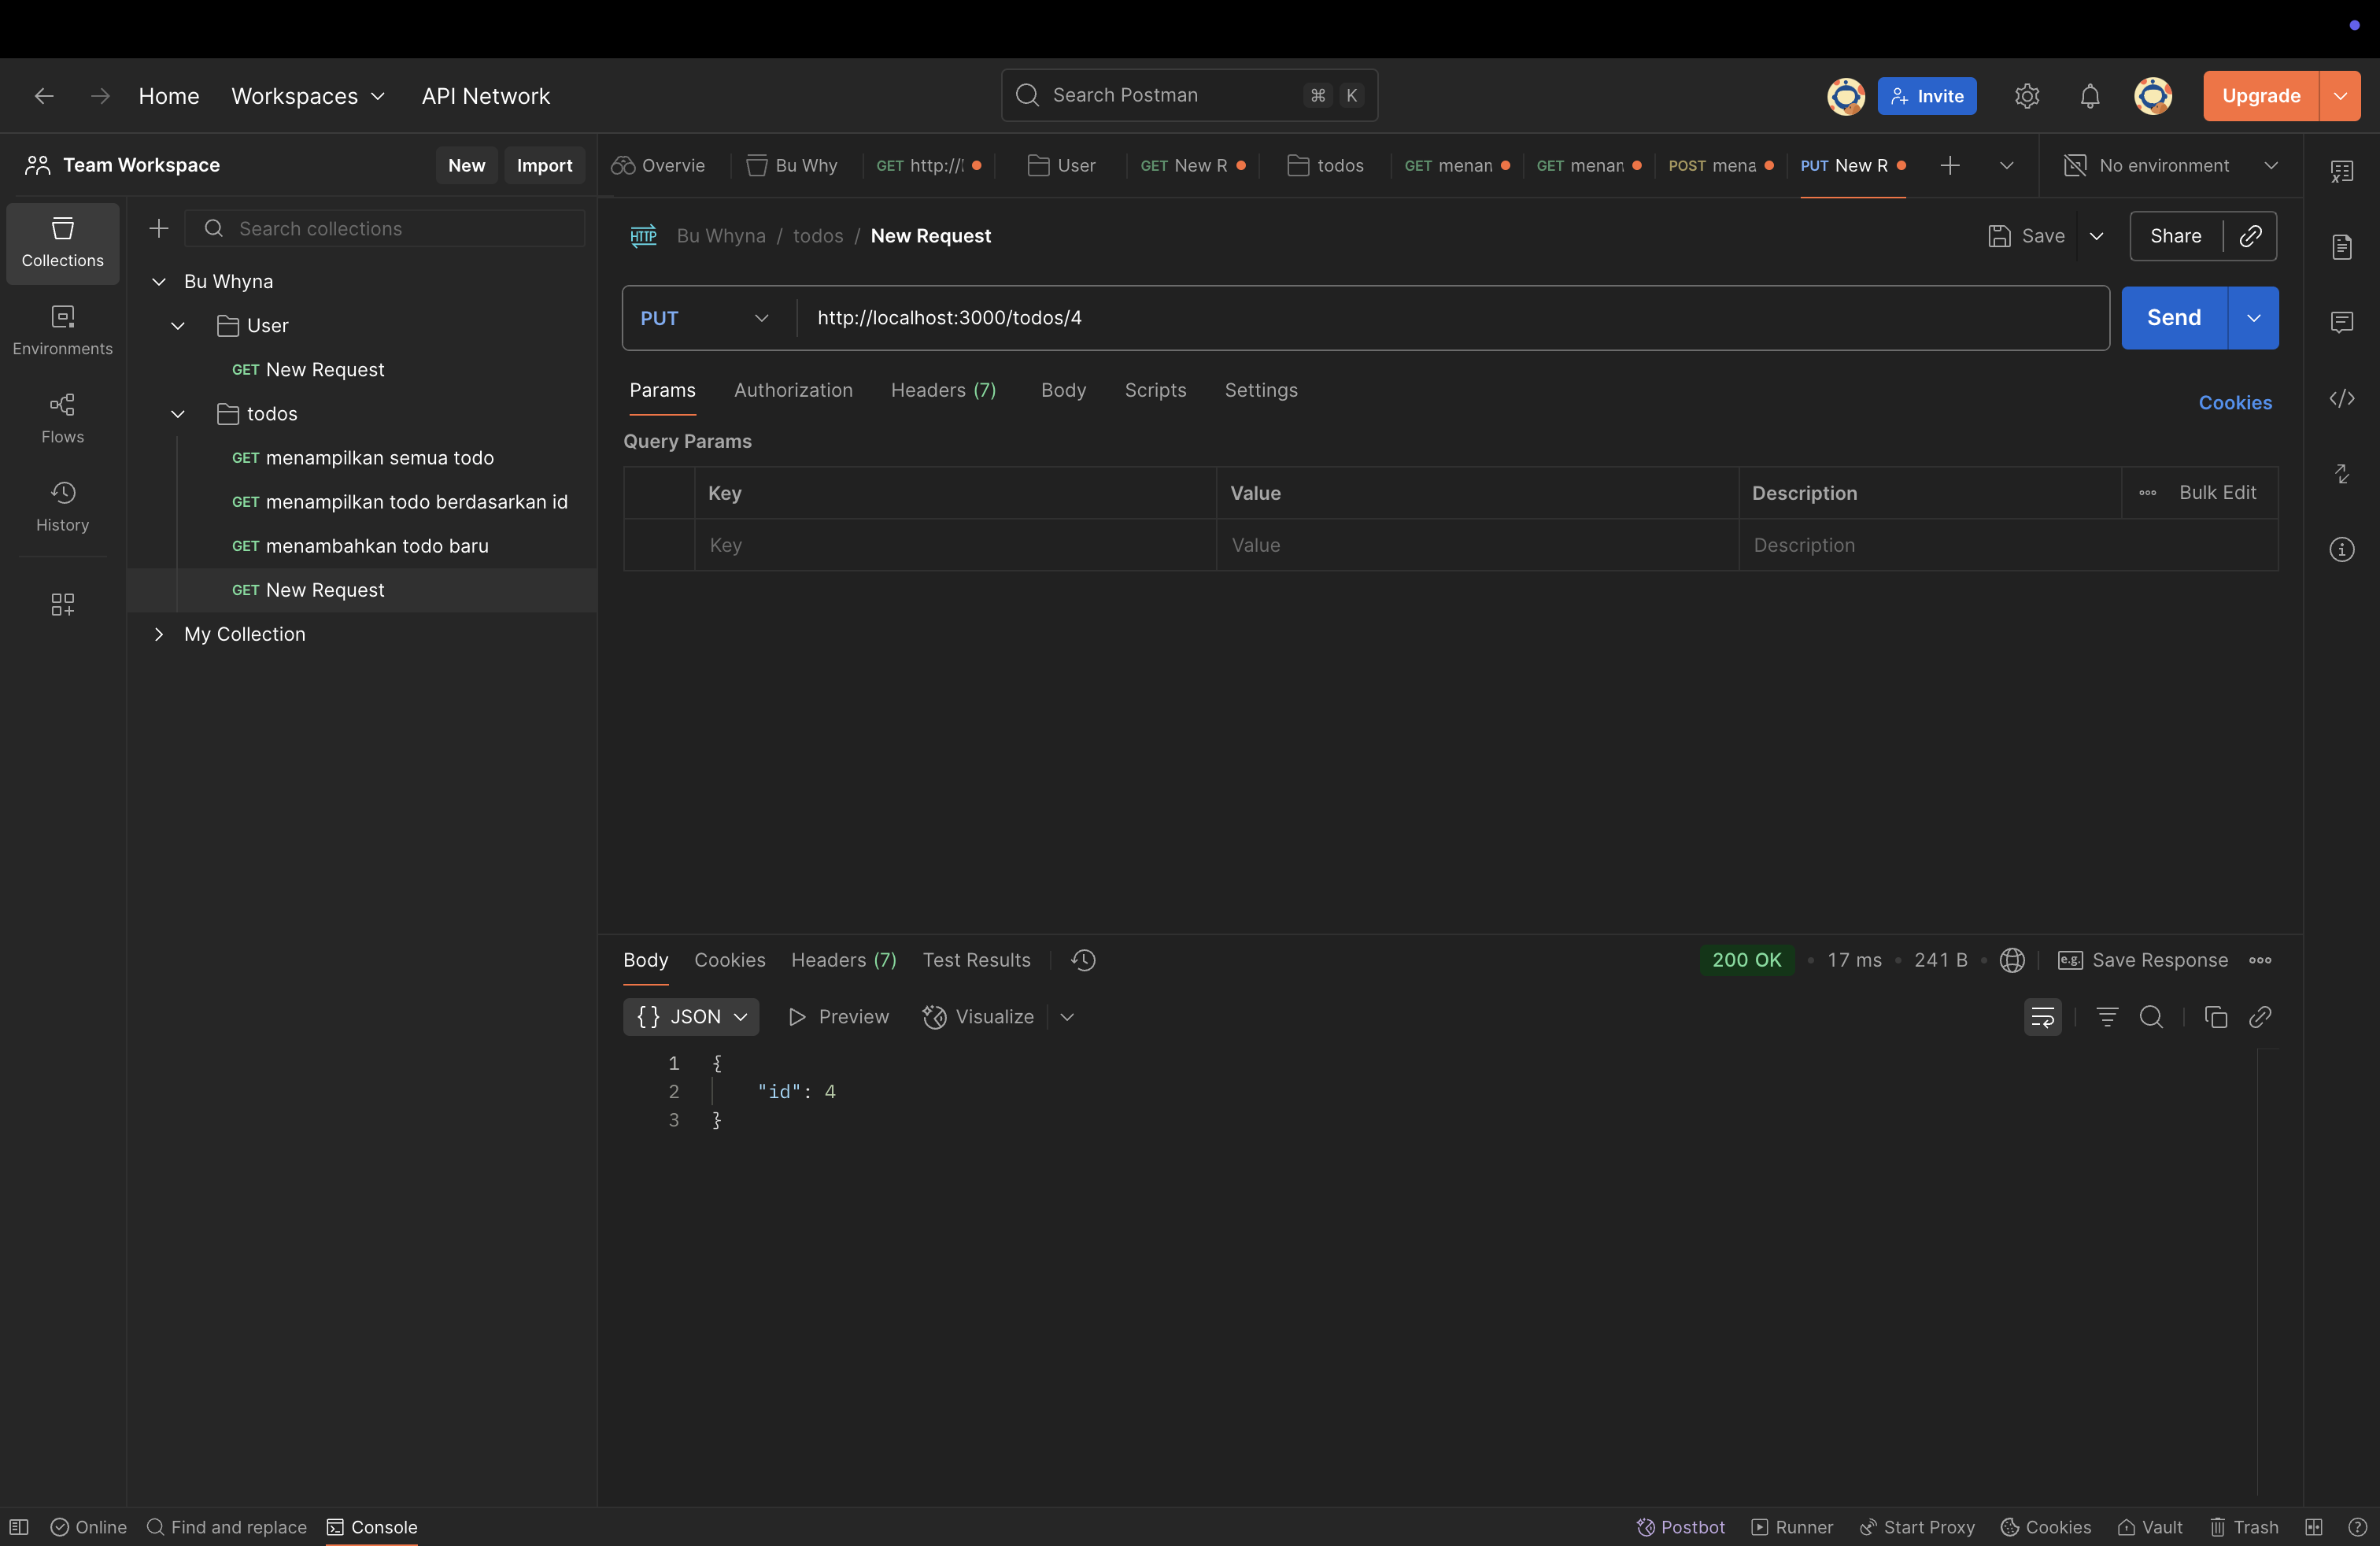 Home Workspaces API Network Search Postman ⌘ K Invite Upgrade
Team Workspace New Import
Overvie Bu Why GET http://l User GET New R todos GET menan GET menan POST mena PUT New R No environment
Collections
Environments
Flows
History
Search collections
Bu Whyna
User
GET New Request
todos
GET menampilkan semua todo
GET menampilkan todo berdasarkan id
GET menambahkan todo baru
GET New Request
My Collection
HTTP Bu Whyna / todos / New Request Save Share
PUT http://localhost:3000/todos/4 Send
Params Authorization Headers (7) Body Scripts Settings Cookies
Query Params
Key Value Description Bulk Edit
Key Value Description
Body Cookies Headers (7) Test Results 200 OK • 17 ms • 241 B • e.g. Save Response
{} JSON Preview Visualize
1 {
2 "id": 4
3 }
Online Find and replace Console Postbot Runner Start Proxy Cookies Vault Trash